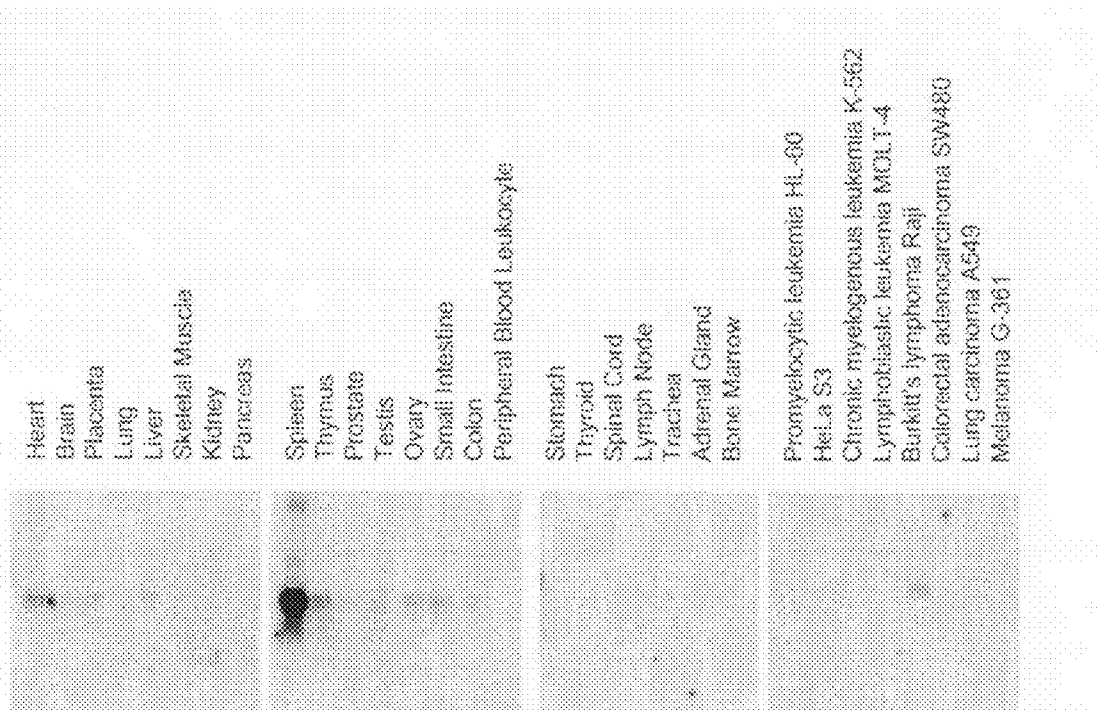 Heart
Brain
Placenta
Lung
Liver
Skeletal Muscle
Kidney
Pancreas
Spleen
Thymus
Prostate
Testis
Ovary
Small Intestine
Colon
Peripheral Blood Leukocyte
Stomach
Thyroid
Spinal Cord
Lymph Node
Trachea
Adrenal Gland
Bone Marrow
Promyelocytic leukemia HL-60
HeLa S3
Chronic myelogenous leukemia K-562
Lymphoblastic leukemia MOLT-4
Burkitt's lymphoma Raji
Colorectal adenocarcinoma SW480
Lung carcinoma A549
Melanoma G-361